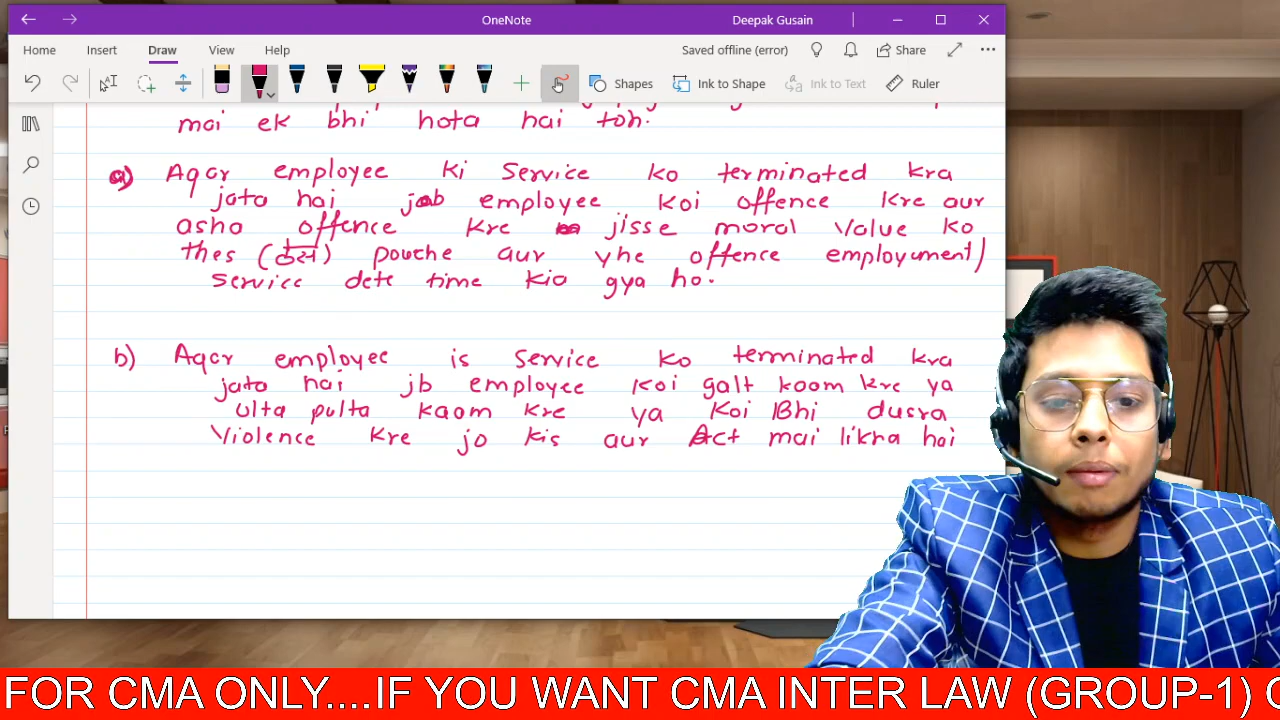 OneNote
Deepak Gusain
Home Insert Draw View Help
Saved offline (error)
Share
Shapes
Ink to Shape
Ink to Text
Ruler
mai ek bhi hota hai toh.
a) Agar employee ki Service ko terminated kra
jata hai jab employee koi offence kre aur
asha offence kre jisse moral value ko
thes (ठेस) pouche aur yhe offence employement/
service dete time kia gya ho.
b) Agar employee is service ko terminated kra
jata hai jb employee koi galt kaam kre ya
ulta pulta kaam kre ya koi Bhi dusra
Violence kre jo kis aur Act mai likha hai
FOR CMA ONLY....IF YOU WANT CMA INTER LAW (GROUP-1)